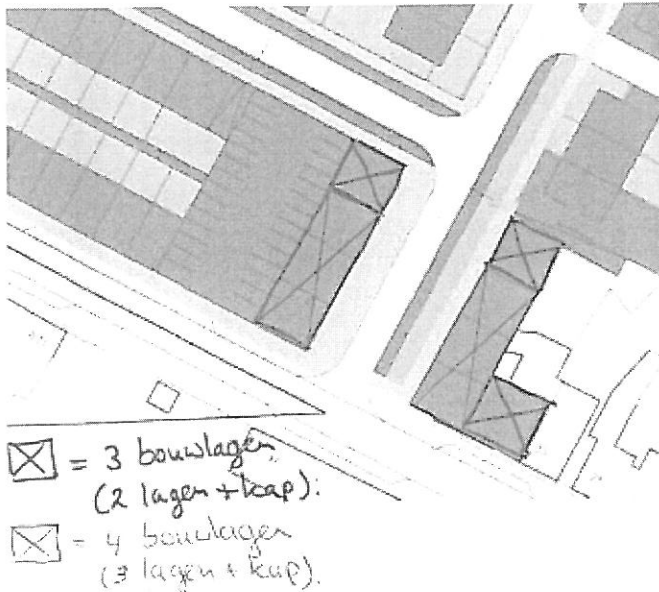 = 3 bouwlagen
(2 lagen + kap).
= 4 bouwlagen
(3 lagen + kap).